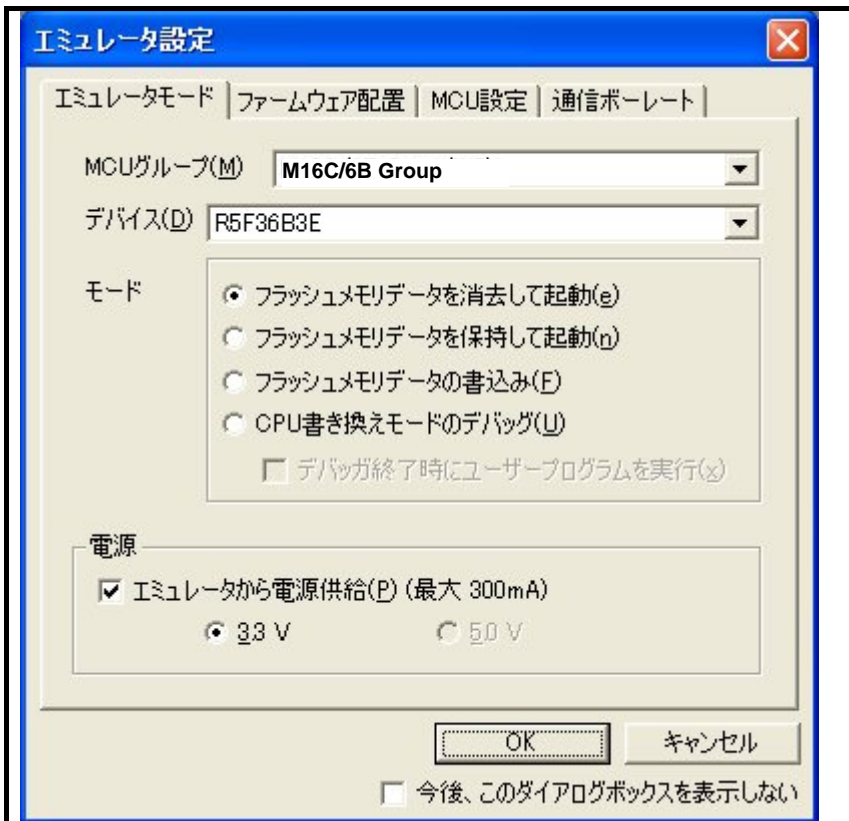 エミュレータ設定
エミュレータモード ファームウェア配置 MCU設定 通信ボーレート
MCUグループ(M) M16C/6B Group
デバイス(D) R5F36B3E
モード フラッシュメモリデータを消去して起動(e)
フラッシュメモリデータを保持して起動(n)
フラッシュメモリデータの書込み(F)
CPU書き換えモードのデバッグ(U)
デバッガ終了時にユーザープログラムを実行(x)
電源
エミュレータから電源供給(P) (最大 300mA)
3.3 V 5.0 V
OK キャンセル
今後、このダイアログボックスを表示しない